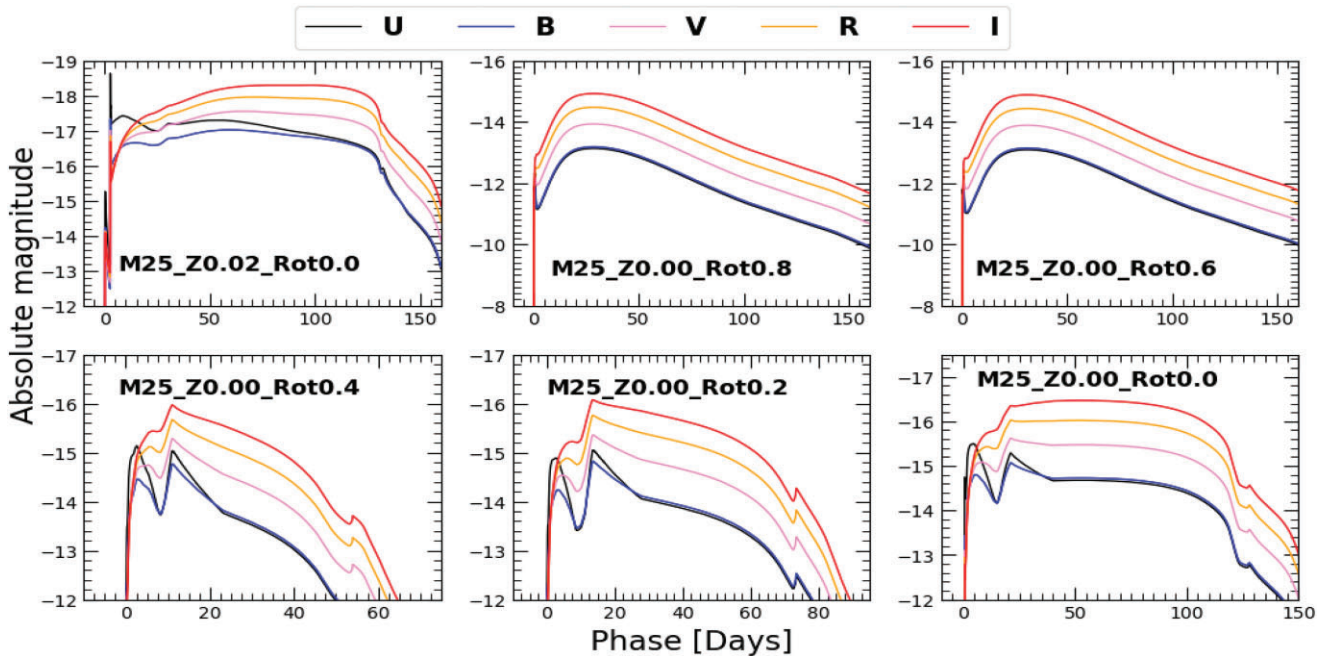 U B V R I
Absolute magnitude
−19
−18
−17
−16
−15
−14
−13
−12
0 50 100 150
M25_Z0.02_Rot0.0
−16
−14
−12
−10
−8
0 50 100 150
M25_Z0.00_Rot0.8
−16
−14
−12
−10
−8
0 50 100 150
M25_Z0.00_Rot0.6
−17
−16
−15
−14
−13
−12
0 20 40 60
M25_Z0.00_Rot0.4
−17
−16
−15
−14
−13
−12
0 20 40 60 80
M25_Z0.00_Rot0.2
−17
−16
−15
−14
−13
−12
0 50 100 150
M25_Z0.00_Rot0.0
Phase [Days]